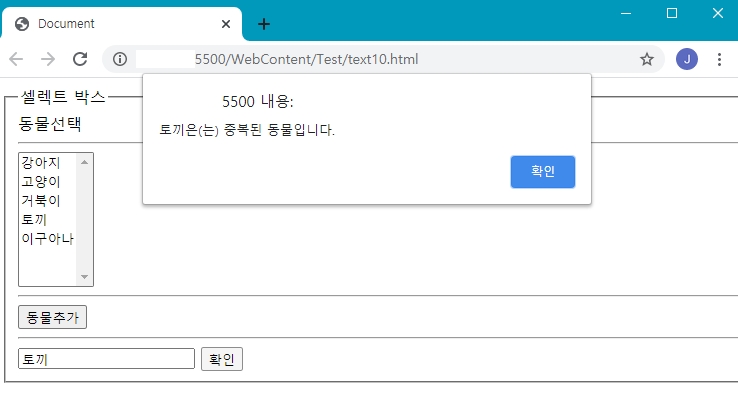 Document
5500/WebContent/Test/text10.html
J
5500 내용:
토끼은(는) 중복된 동물입니다.
확인
셀렉트 박스
동물선택
강아지
고양이
거북이
토끼
이구아나
동물추가
토끼 확인